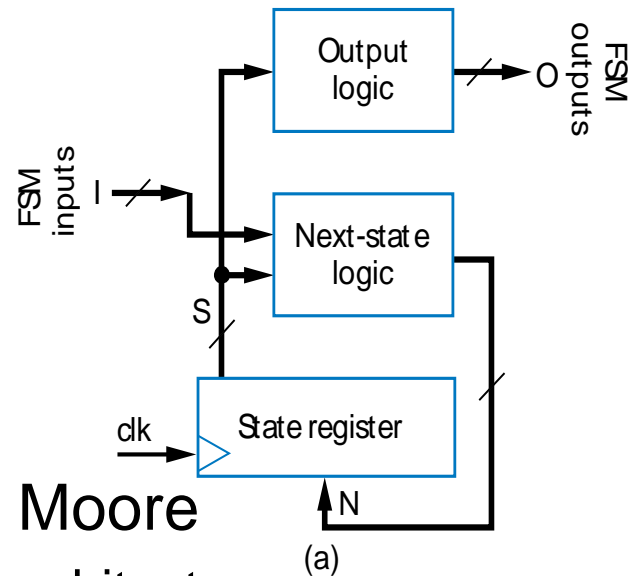 Output
logic
O
FSM
outputs
FSM
inputs
I
Next-state
logic
S
State register
clk
N
Moore
(a)